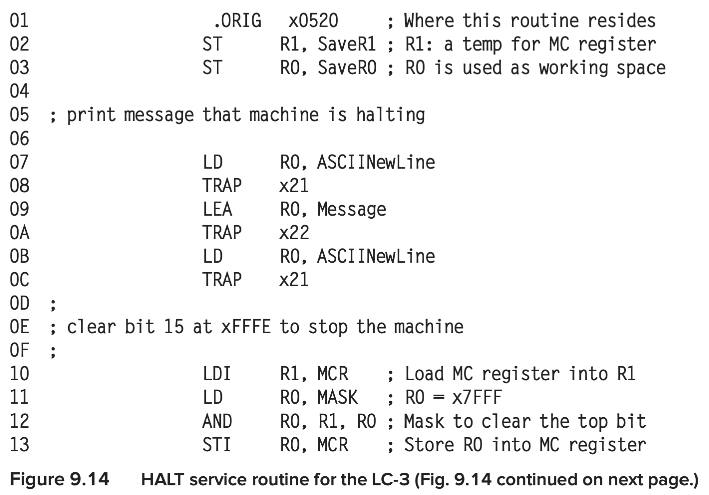 01 .ORIG x0520 ; Where this routine resides
02 ST R1, SaveR1 ; R1: a temp for MC register
03 ST R0, SaveR0 ; R0 is used as working space
04
05 ; print message that machine is halting
06
07 LD R0, ASCIINewLine
08 TRAP x21
09 LEA R0, Message
0A TRAP x22
0B LD R0, ASCIINewLine
0C TRAP x21
0D ;
0E ; clear bit 15 at xFFFE to stop the machine
0F ;
10 LDI R1, MCR ; Load MC register into R1
11 LD R0, MASK ; R0 = x7FFF
12 AND R0, R1, R0 ; Mask to clear the top bit
13 STI R0, MCR ; Store R0 into MC register
Figure 9.14 HALT service routine for the LC-3 (Fig. 9.14 continued on next page.)